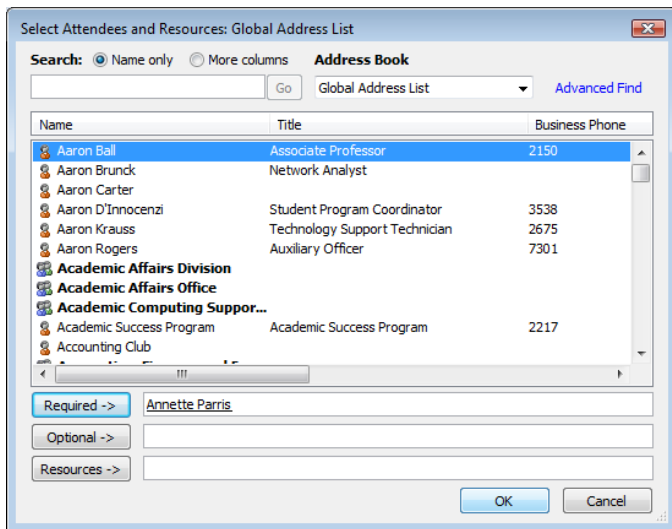 Select Attendees and Resources: Global Address List
Search: Name only More columns Address Book
Go Global Address List Advanced Find
Name Title Business Phone
Aaron Ball Associate Professor 2150
Aaron Brunck Network Analyst
Aaron Carter
Aaron D'Innocenzi Student Program Coordinator 3538
Aaron Krauss Technology Support Technician 2675
Aaron Rogers Auxiliary Officer 7301
Academic Affairs Division
Academic Affairs Office
Academic Computing Suppor...
Academic Success Program Academic Success Program 2217
Accounting Club
Required -> Annette Parris
Optional ->
Resources ->
OK Cancel